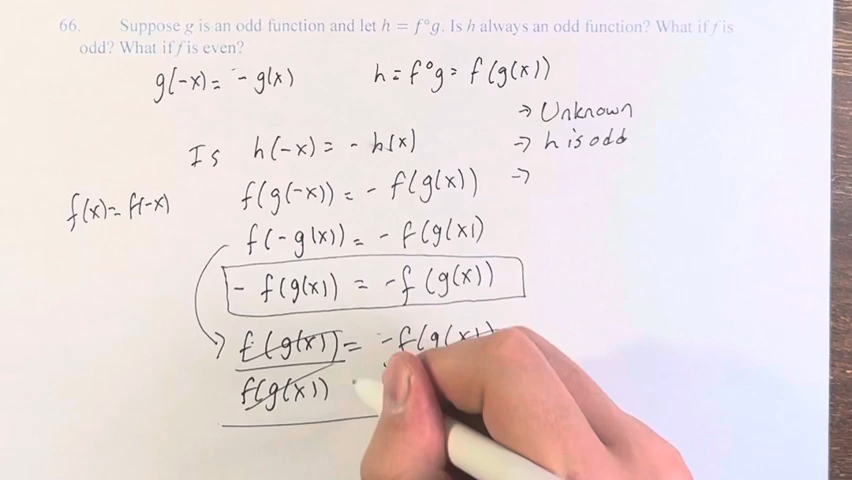 66. Suppose g is an odd function and let h = f∘g. Is h always an odd function? What if f is
odd? What if f is even?
g(-x) = -g(x)
h = f∘g = f(g(x))
→ Unknown
Is h(-x) = - h(x)
→ h is odd
f(x) = f(-x)
f(g(-x)) = - f(g(x))
→
f(-g(x)) = - f(g(x))
- f(g(x)) = -f(g(x))
→ f(g(x)) = -f(g(x))
f(g(x))